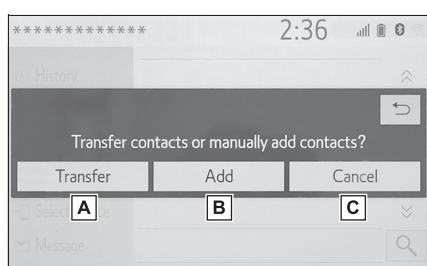 ************* 2:36
History
Transfer contacts or manually add contacts?
Transfer Add Cancel
A B C
Message